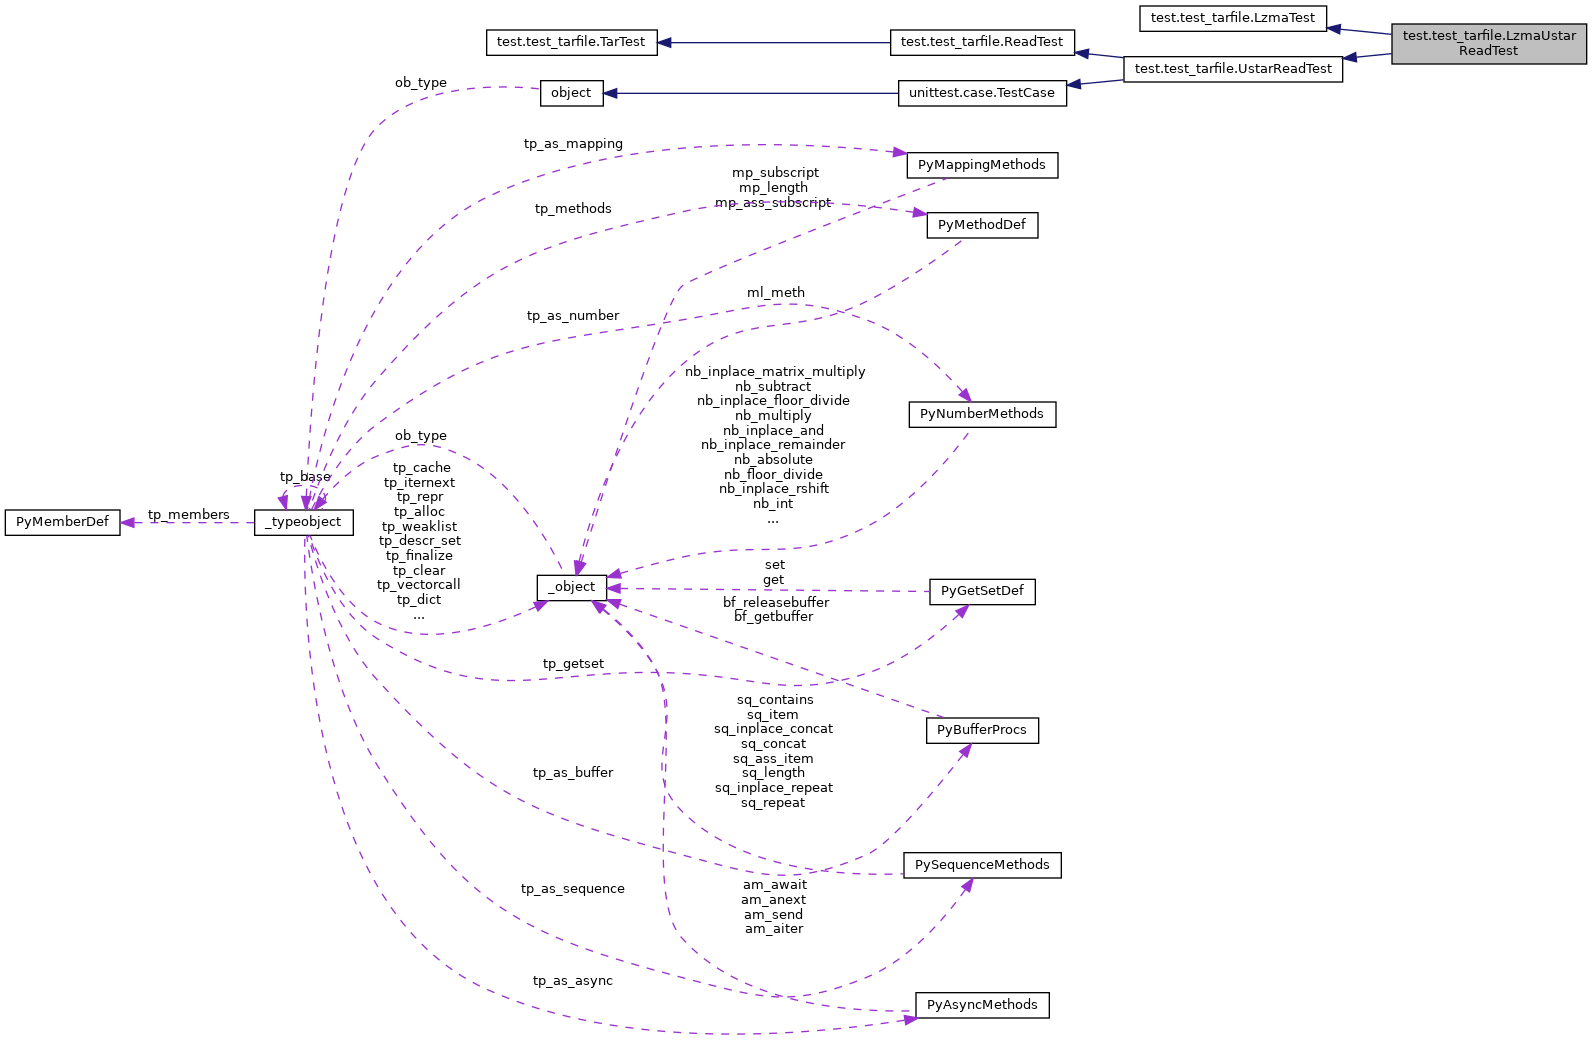 test.test_tarfile.LzmaTest
test.test_tarfile.LzmaUstar
ReadTest
test.test_tarfile.TarTest
test.test_tarfile.ReadTest
test.test_tarfile.UstarReadTest
ob_type
object
unittest.case.TestCase
tp_as_mapping
PyMappingMethods
mp_subscript
mp_length
mp_ass_subscript
tp_methods
PyMethodDef
ml_meth
tp_as_number
nb_inplace_matrix_multiply
nb_subtract
nb_inplace_floor_divide
nb_multiply
nb_inplace_and
nb_inplace_remainder
nb_absolute
nb_floor_divide
nb_inplace_rshift
nb_int
...
PyNumberMethods
ob_type
tp_cache
tp_iternext
tp_repr
tp_alloc
tp_weaklist
tp_descr_set
tp_finalize
tp_clear
tp_vectorcall
tp_dict
...
tp_base
PyMemberDef
tp_members
_typeobject
_object
set
get
PyGetSetDef
bf_releasebuffer
bf_getbuffer
tp_getset
sq_contains
sq_item
sq_inplace_concat
sq_concat
sq_ass_item
sq_length
sq_inplace_repeat
sq_repeat
PyBufferProcs
tp_as_buffer
PySequenceMethods
tp_as_sequence
am_await
am_anext
am_send
am_aiter
tp_as_async
PyAsyncMethods